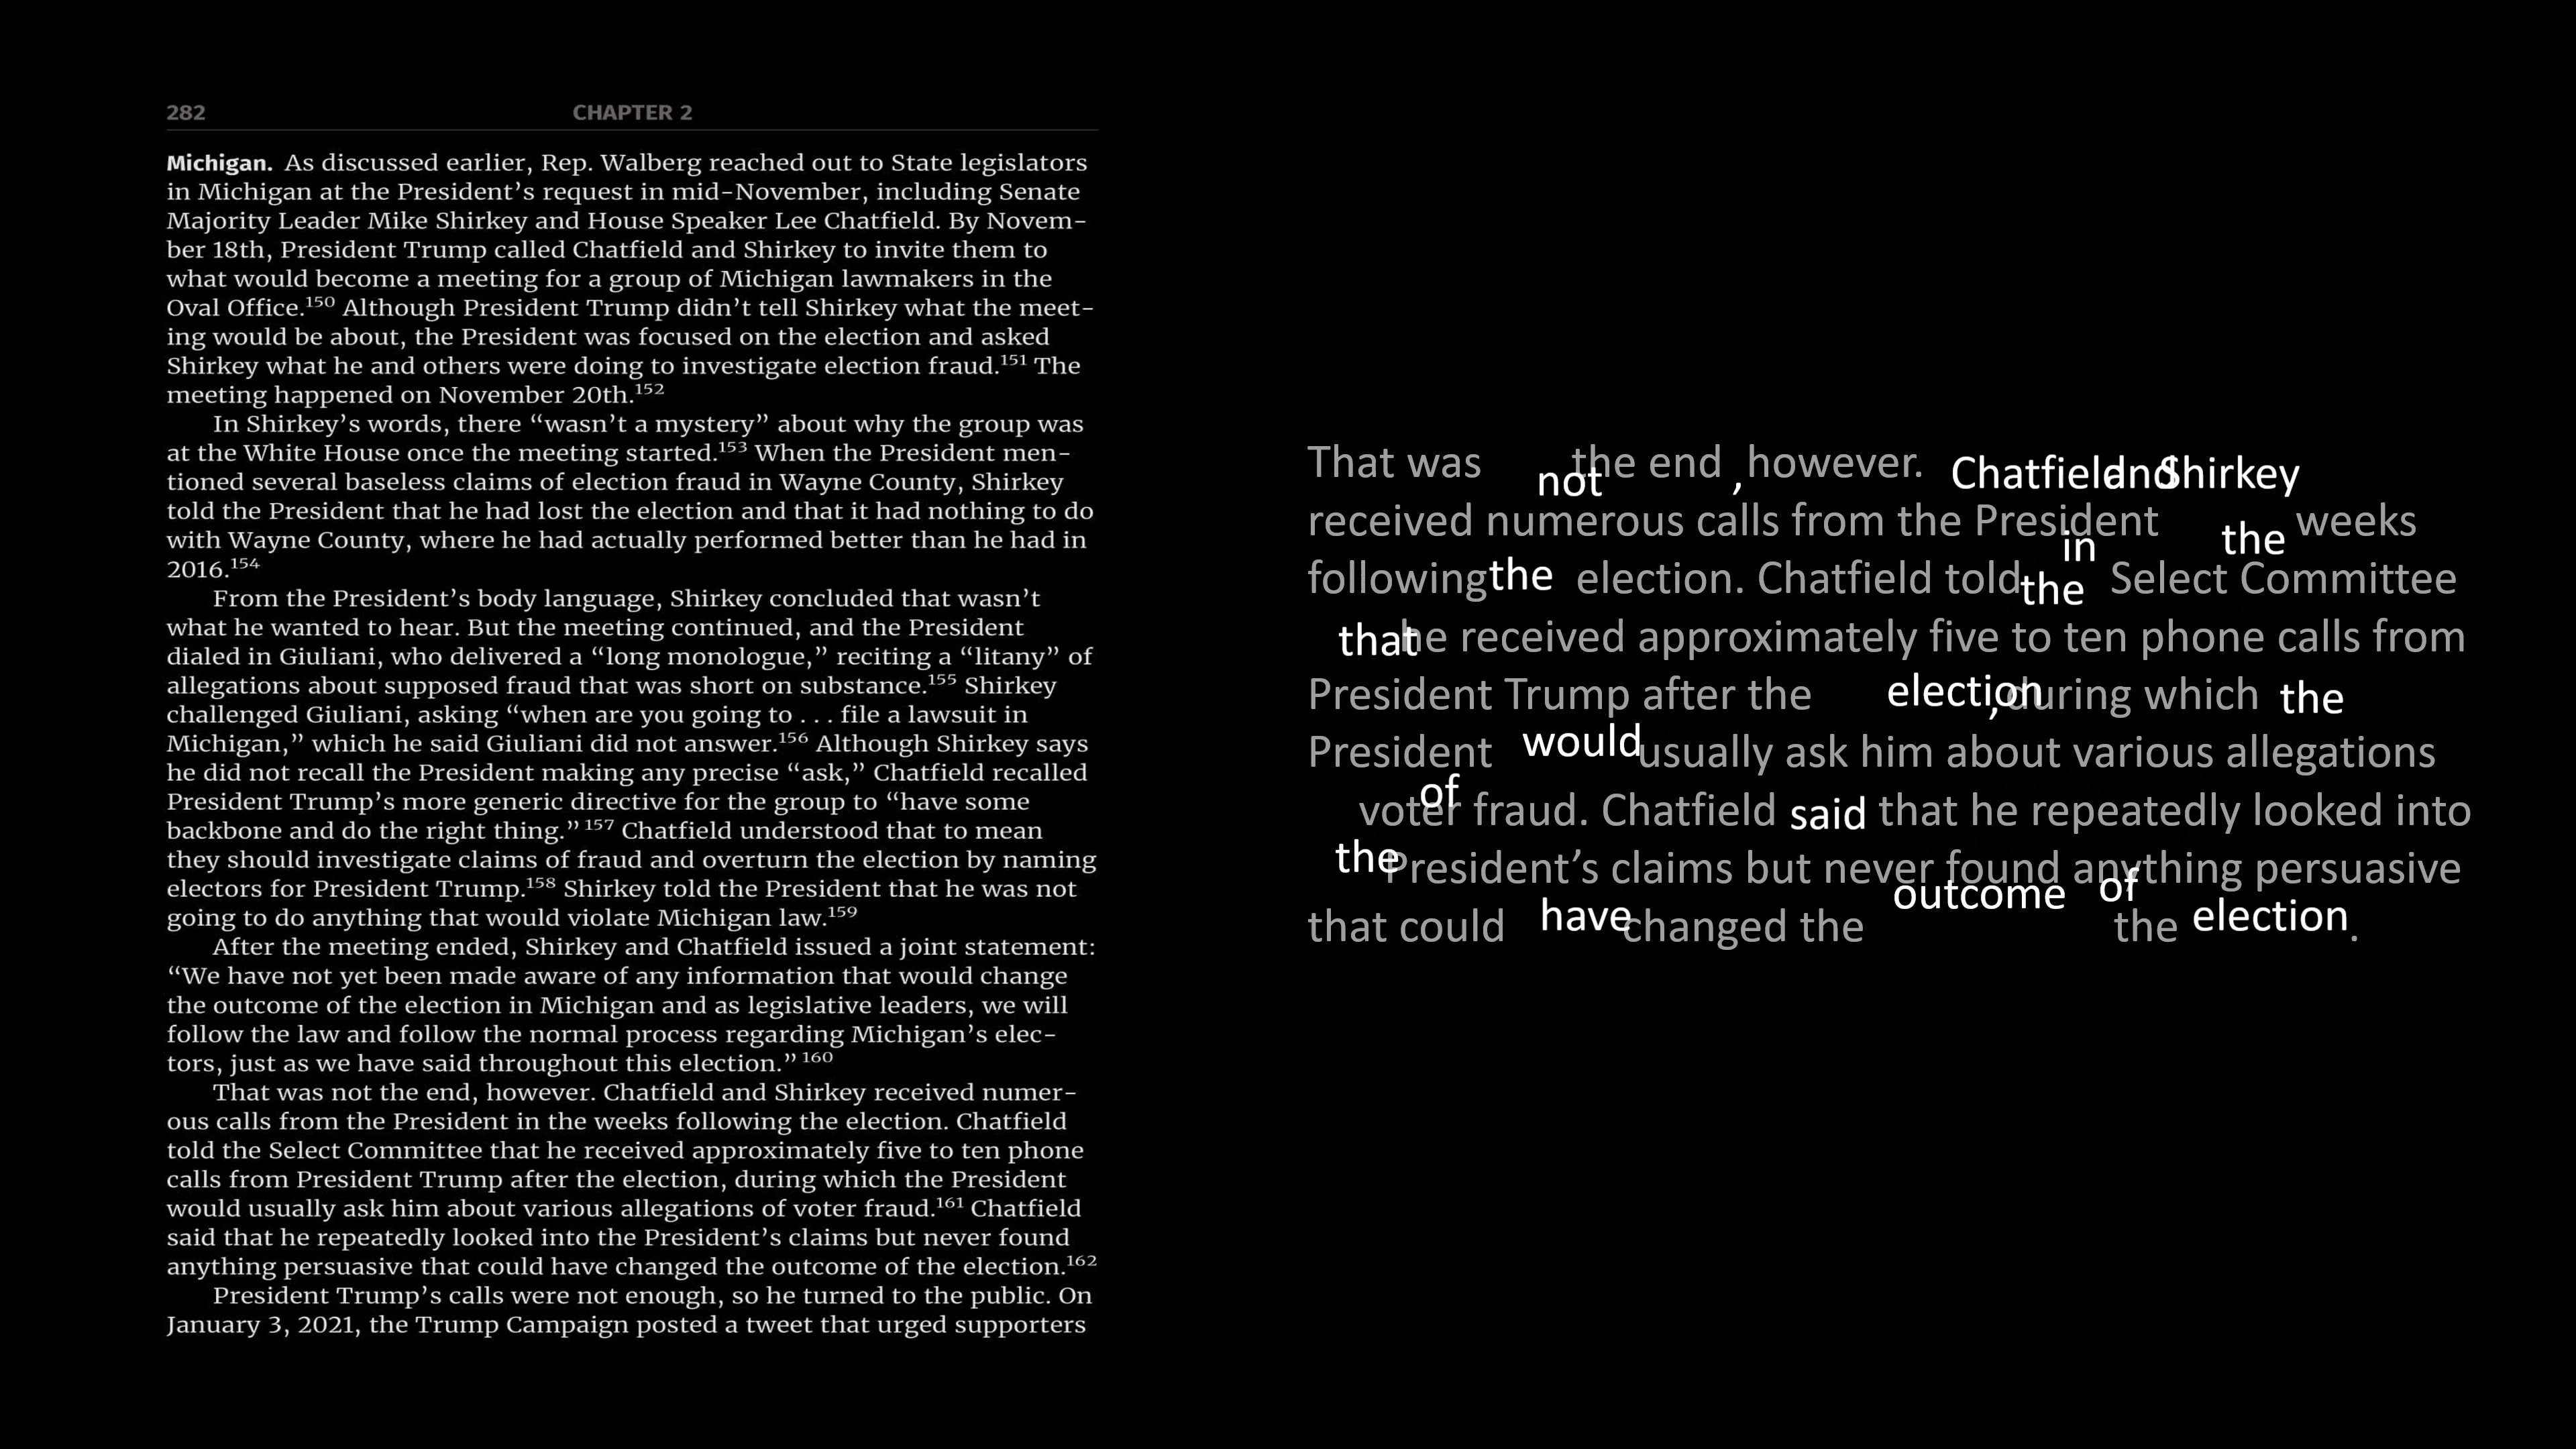 282 CHAPTER 2
Michigan. As discussed earlier, Rep. Walberg reached out to State legislators
in Michigan at the President’s request in mid-November, including Senate
Majority Leader Mike Shirkey and House Speaker Lee Chatfield. By Novem-
ber 18th, President Trump called Chatfield and Shirkey to invite them to
what would become a meeting for a group of Michigan lawmakers in the
Oval Office.150 Although President Trump didn’t tell Shirkey what the meet-
ing would be about, the President was focused on the election and asked
Shirkey what he and others were doing to investigate election fraud.151 The
meeting happened on November 20th.152
In Shirkey’s words, there “wasn’t a mystery” about why the group was
at the White House once the meeting started.153 When the President men-
tioned several baseless claims of election fraud in Wayne County, Shirkey
told the President that he had lost the election and that it had nothing to do
with Wayne County, where he had actually performed better than he had in
2016.154
From the President’s body language, Shirkey concluded that wasn’t
what he wanted to hear. But the meeting continued, and the President
dialed in Giuliani, who delivered a “long monologue,” reciting a “litany” of
allegations about supposed fraud that was short on substance.155 Shirkey
challenged Giuliani, asking “when are you going to . . . file a lawsuit in
Michigan,” which he said Giuliani did not answer.156 Although Shirkey says
he did not recall the President making any precise “ask,” Chatfield recalled
President Trump’s more generic directive for the group to “have some
backbone and do the right thing.” 157 Chatfield understood that to mean
they should investigate claims of fraud and overturn the election by naming
electors for President Trump.158 Shirkey told the President that he was not
going to do anything that would violate Michigan law.159
After the meeting ended, Shirkey and Chatfield issued a joint statement:
“We have not yet been made aware of any information that would change
the outcome of the election in Michigan and as legislative leaders, we will
follow the law and follow the normal process regarding Michigan’s elec-
tors, just as we have said throughout this election.” 160
That was not the end, however. Chatfield and Shirkey received numer-
ous calls from the President in the weeks following the election. Chatfield
told the Select Committee that he received approximately five to ten phone
calls from President Trump after the election, during which the President
would usually ask him about various allegations of voter fraud.161 Chatfield
said that he repeatedly looked into the President’s claims but never found
anything persuasive that could have changed the outcome of the election.162
President Trump’s calls were not enough, so he turned to the public. On
January 3, 2021, the Trump Campaign posted a tweet that urged supporters
That was not the end , however. Chatfield and Shirkey
received numerous calls from the President in the weeks
following the election. Chatfield told the Select Committee
that he received approximately five to ten phone calls from
President Trump after the election , during which the
President would usually ask him about various allegations
of voter fraud. Chatfield said that he repeatedly looked into
the President’s claims but never found anything persuasive
that could have changed the outcome of the election .